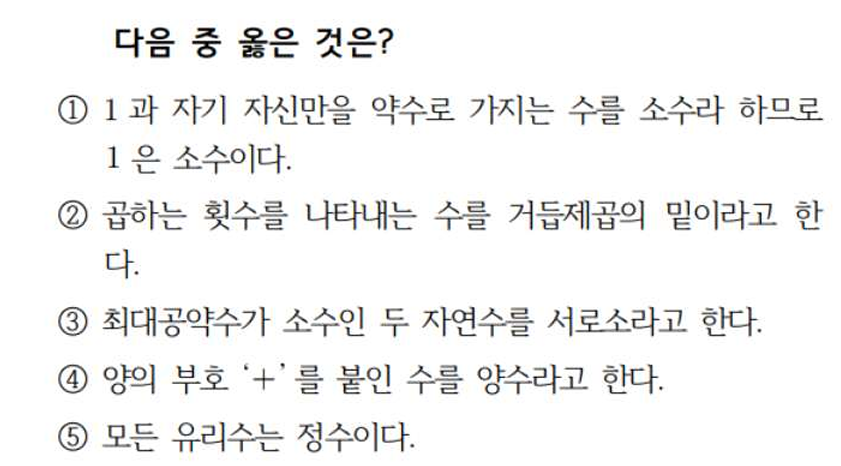 다음 중 옳은 것은?
① 1과 자기 자신만을 약수로 가지는 수를 소수라 하므로
1은 소수이다.
② 곱하는 횟수를 나타내는 수를 거듭제곱의 밑이라고 한
다.
③ 최대공약수가 소수인 두 자연수를 서로소라고 한다.
④ 양의 부호 ‘+’를 붙인 수를 양수라고 한다.
⑤ 모든 유리수는 정수이다.